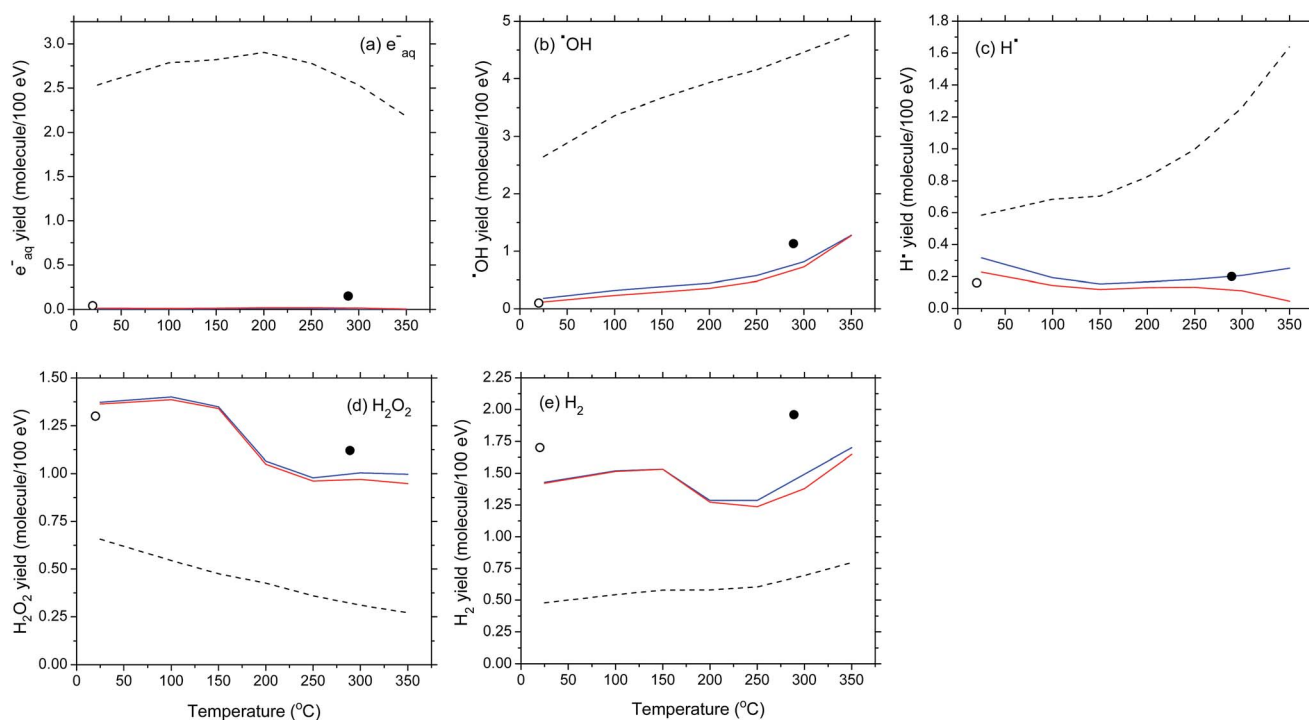 (a) e⁻aq
e⁻aq yield (molecule/100 eV)
3.0
2.5
2.0
1.5
1.0
0.5
0.0
0 50 100 150 200 250 300 350
(b) ▪OH
▪OH yield (molecule/100 eV)
5
4
3
2
1
0
0 50 100 150 200 250 300 350
(c) H▪
H▪ yield (molecule/100 eV)
1.8
1.6
1.4
1.2
1.0
0.8
0.6
0.4
0.2
0.0
0 50 100 150 200 250 300 350
(d) H₂O₂
H₂O₂ yield (molecule/100 eV)
1.50
1.25
1.00
0.75
0.50
0.25
0.00
0 50 100 150 200 250 300 350
Temperature (°C)
(e) H₂
H₂ yield (molecule/100 eV)
2.25
2.00
1.75
1.50
1.25
1.00
0.75
0.50
0.25
0.00
0 50 100 150 200 250 300 350
Temperature (°C)